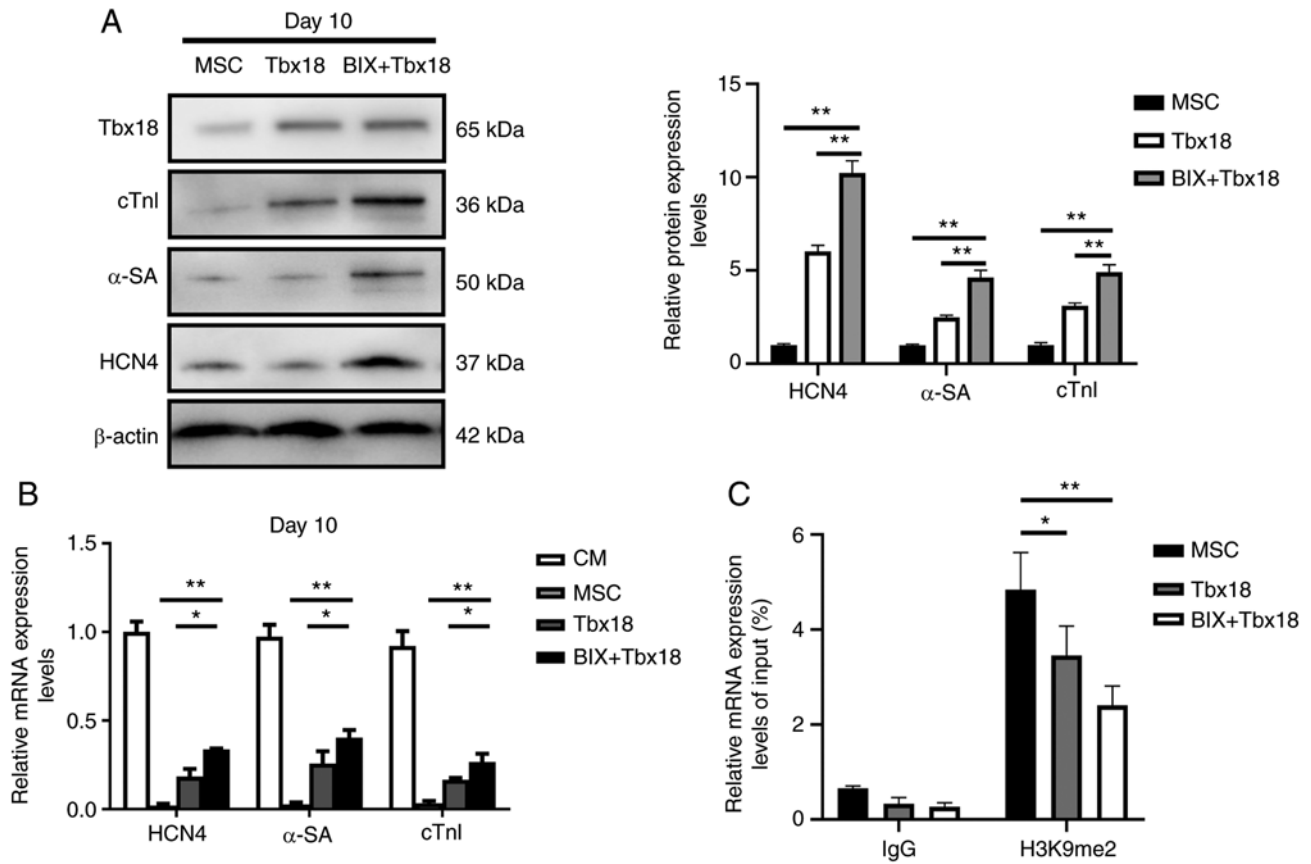 A
Day 10
MSC Tbx18 BIX+Tbx18
Tbx18 65 kDa
cTnl 36 kDa
α-SA 50 kDa
HCN4 37 kDa
β-actin 42 kDa
Relative protein expression
levels
15
10
5
0
** ** ** ** ** **
HCN4 α-SA cTnl
MSC
Tbx18
BIX+Tbx18
B
Day 10
Relative mRNA expression
levels
1.5
1.0
0.5
0.0
** ** **
* * *
HCN4 α-SA cTnl
CM
MSC
Tbx18
BIX+Tbx18
C
Relative mRNA expression
levels of input (%)
6
4
2
0
**
*
IgG H3K9me2
MSC
Tbx18
BIX+Tbx18